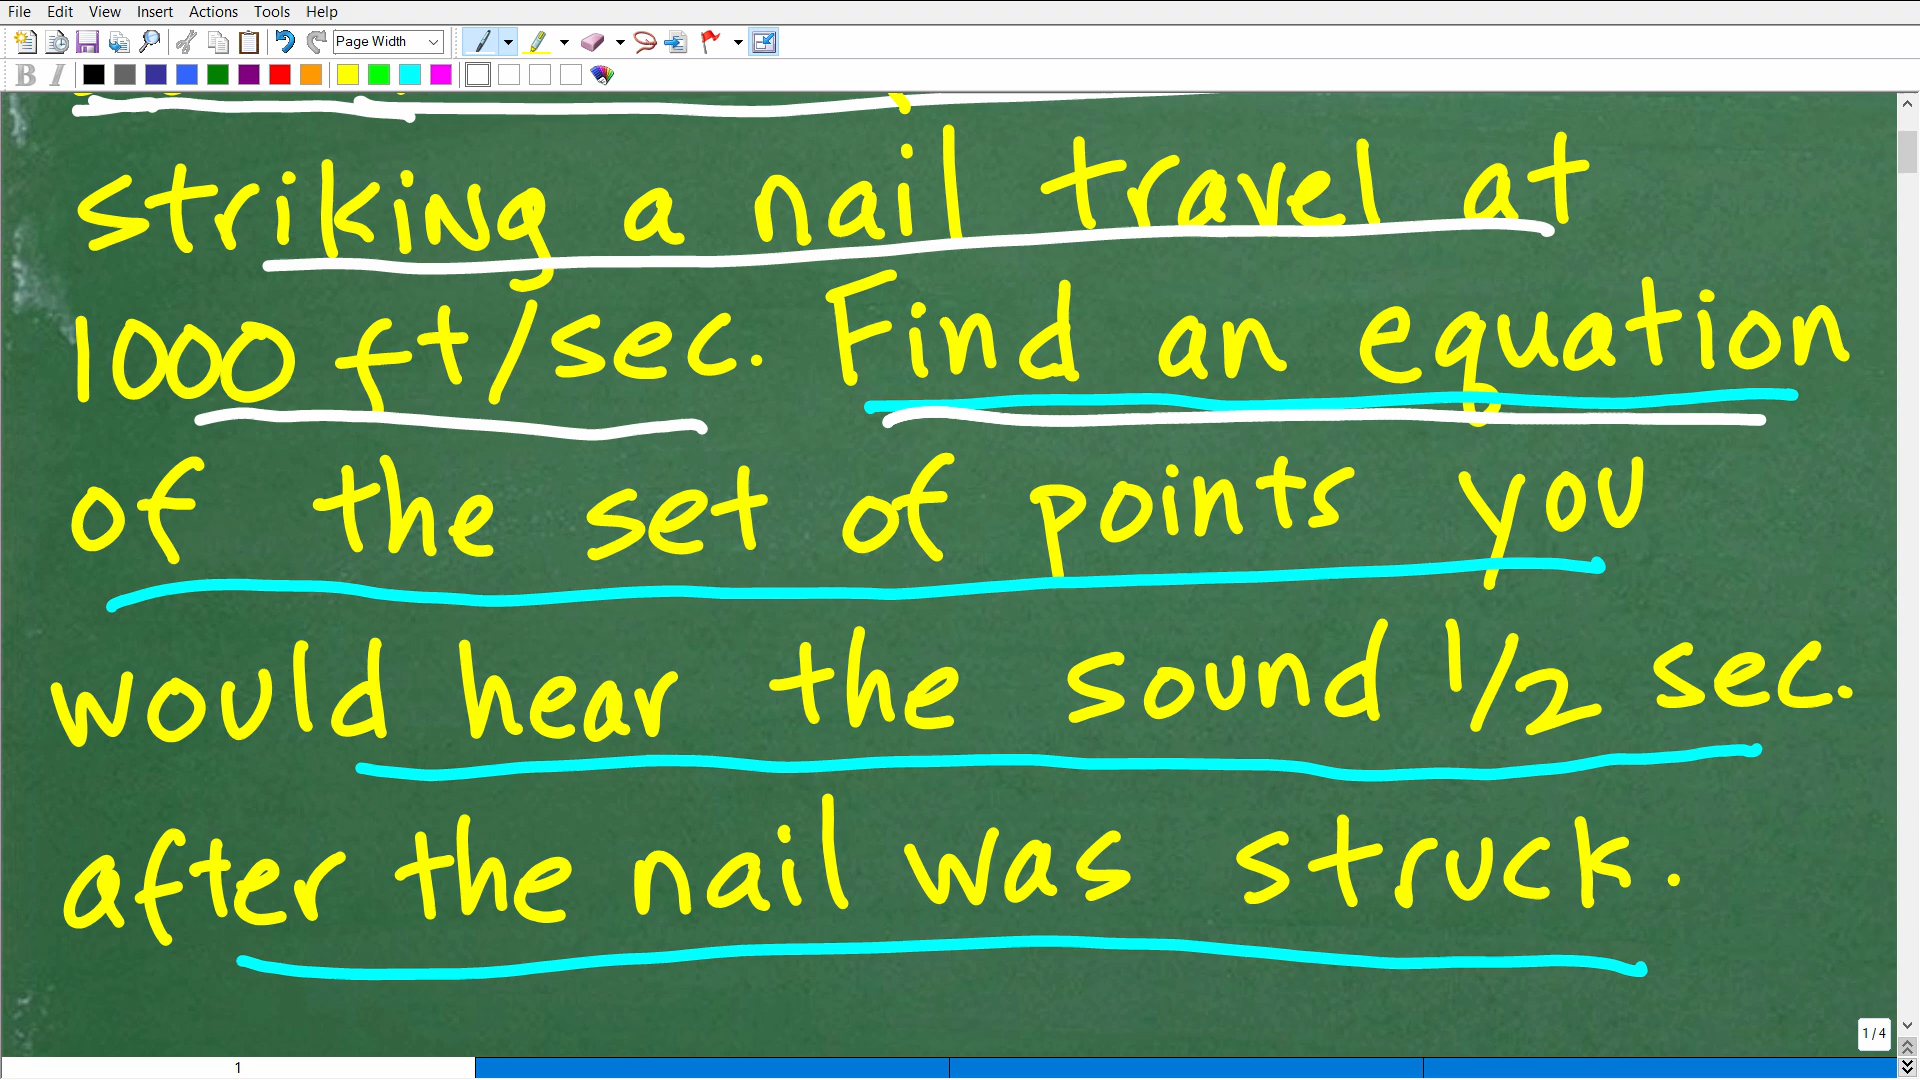 File Edit View Insert Actions Tools Help
Page Width
B I
striking a nail travel at
1000 ft/sec. Find an equation
of the set of points you
would hear the sound 1/2 sec.
after the nail was struck.
1/4
1